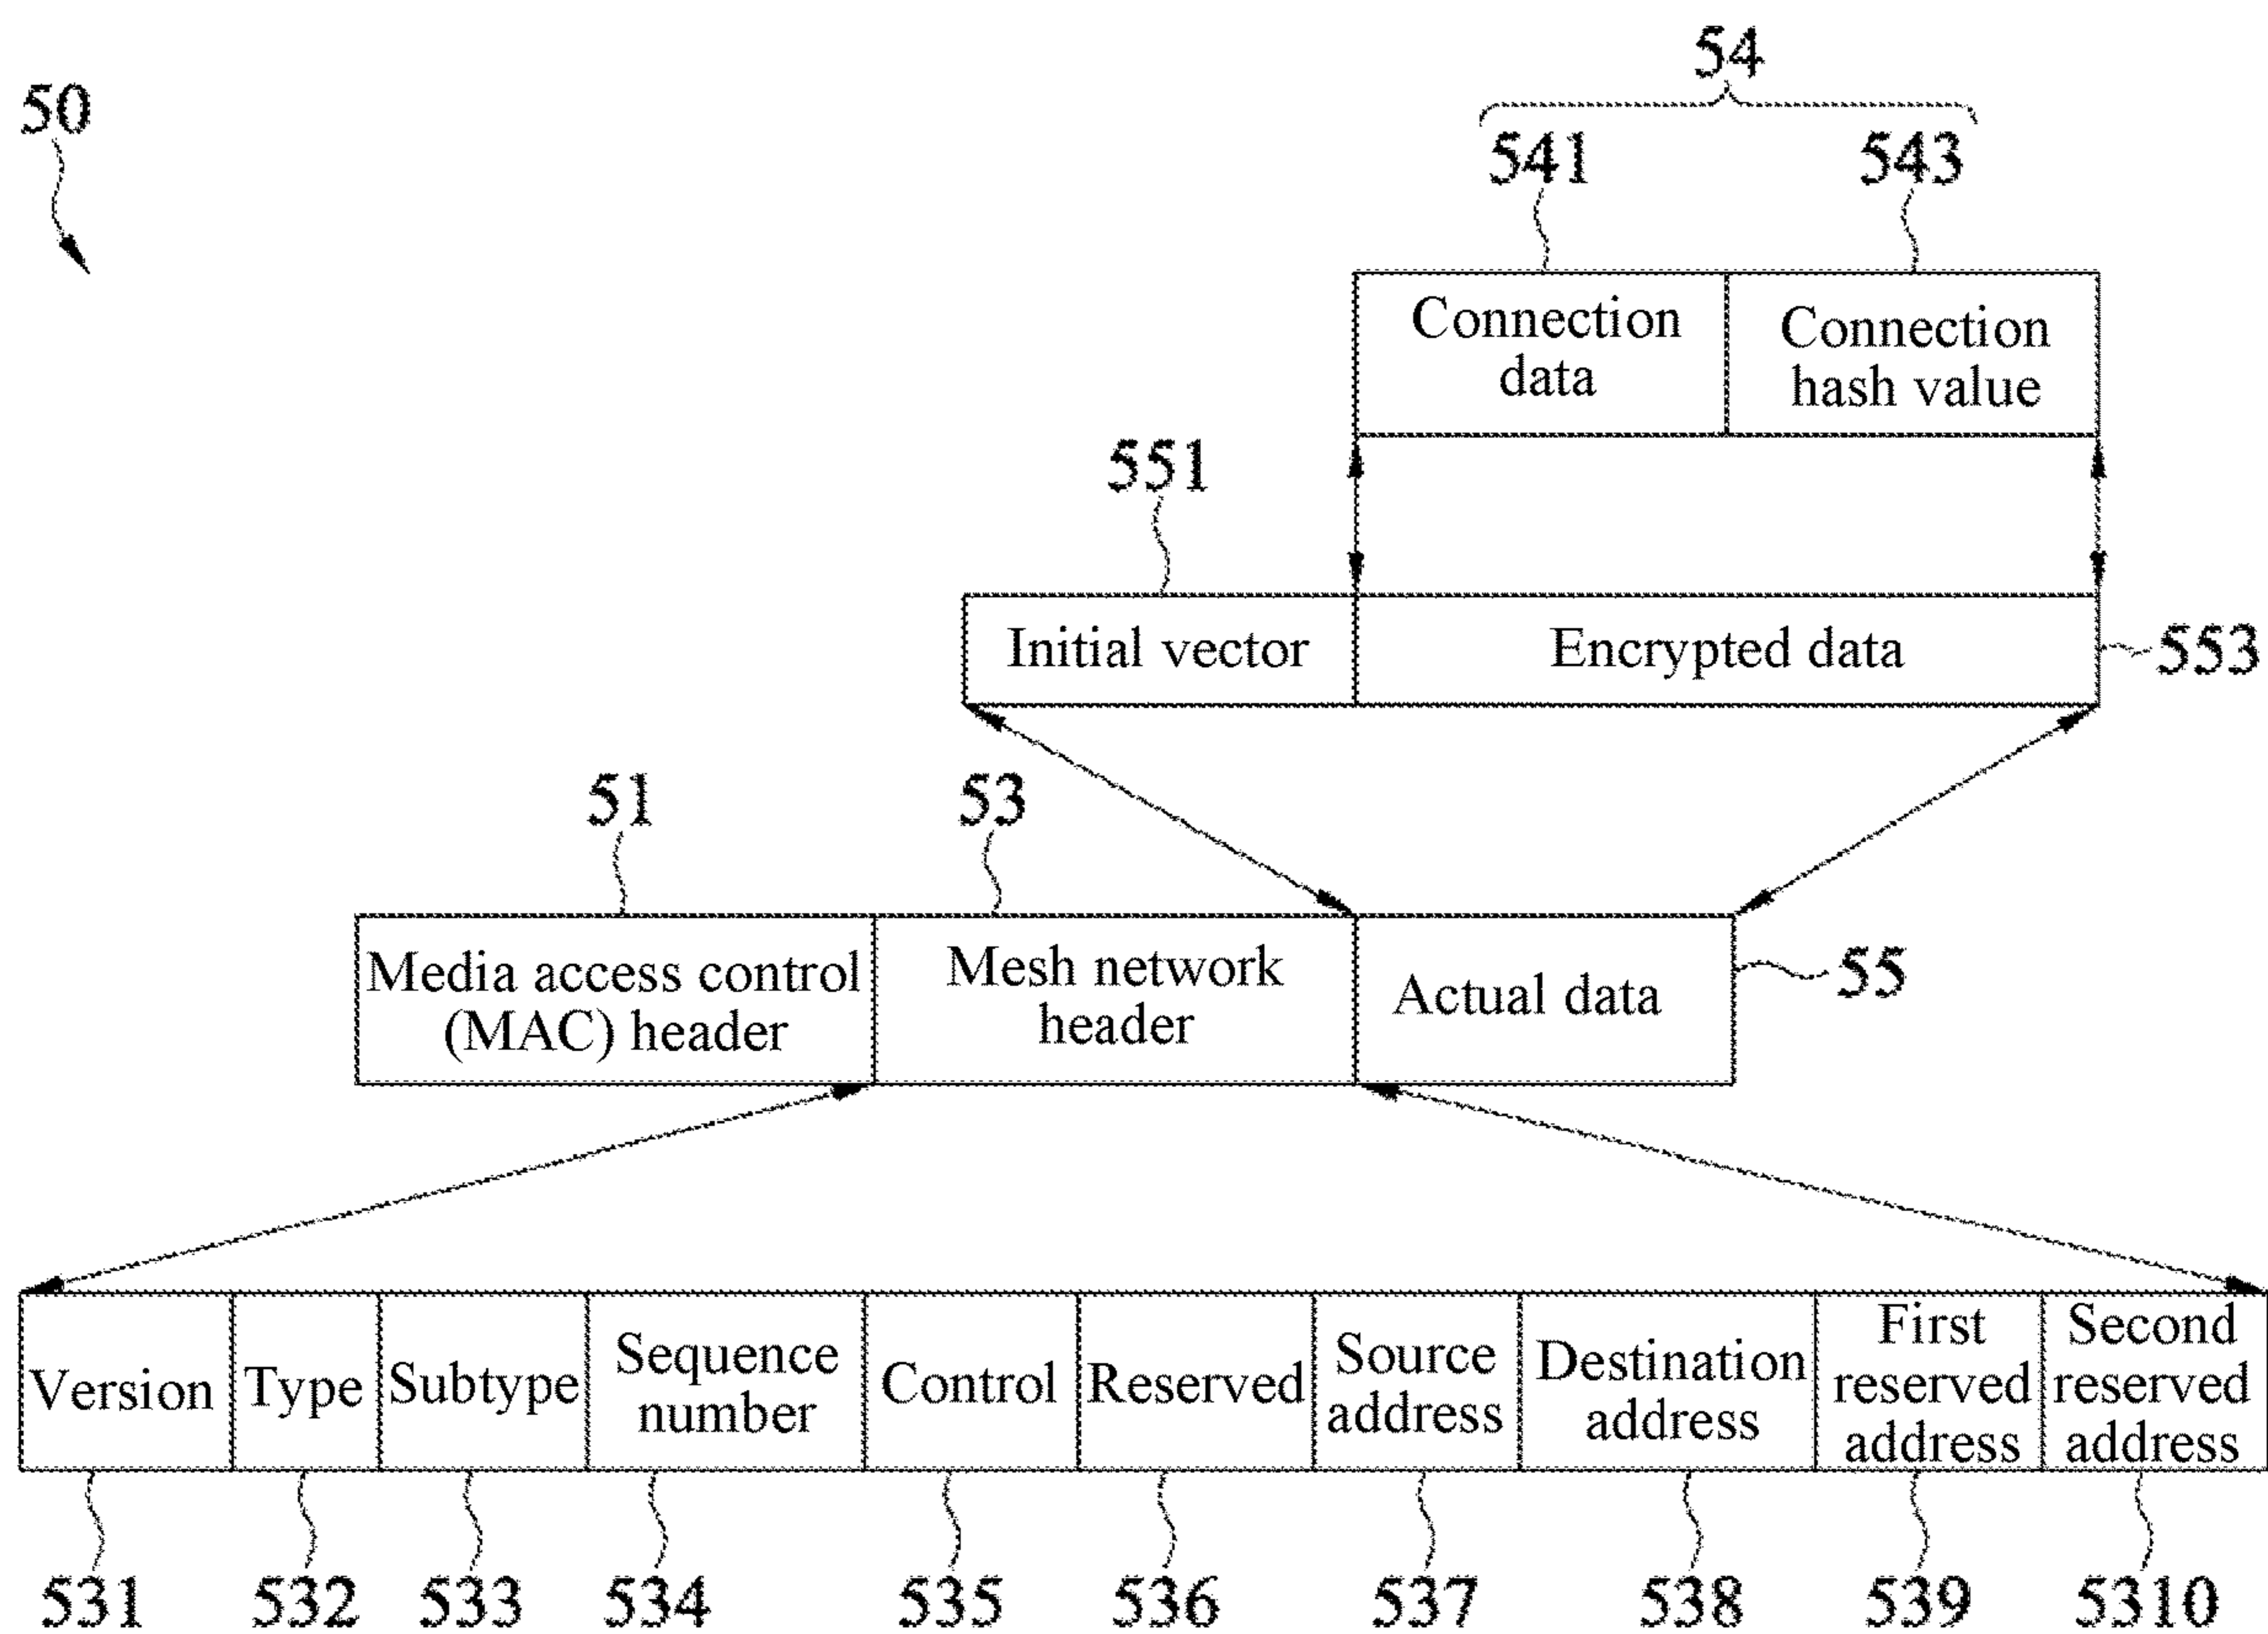 54
50
541
543
Connection
data
Connection
hash value
551
Initial vector
Encrypted data
553
51
53
Media access control
(MAC) header
Mesh network
header
Actual data
55
Version
Type
Subtype
Sequence
number
Control
Reserved
Source
address
Destination
address
First
reserved
address
Second
reserved
address
531
532
533
534
535
536
537
538
539
5310